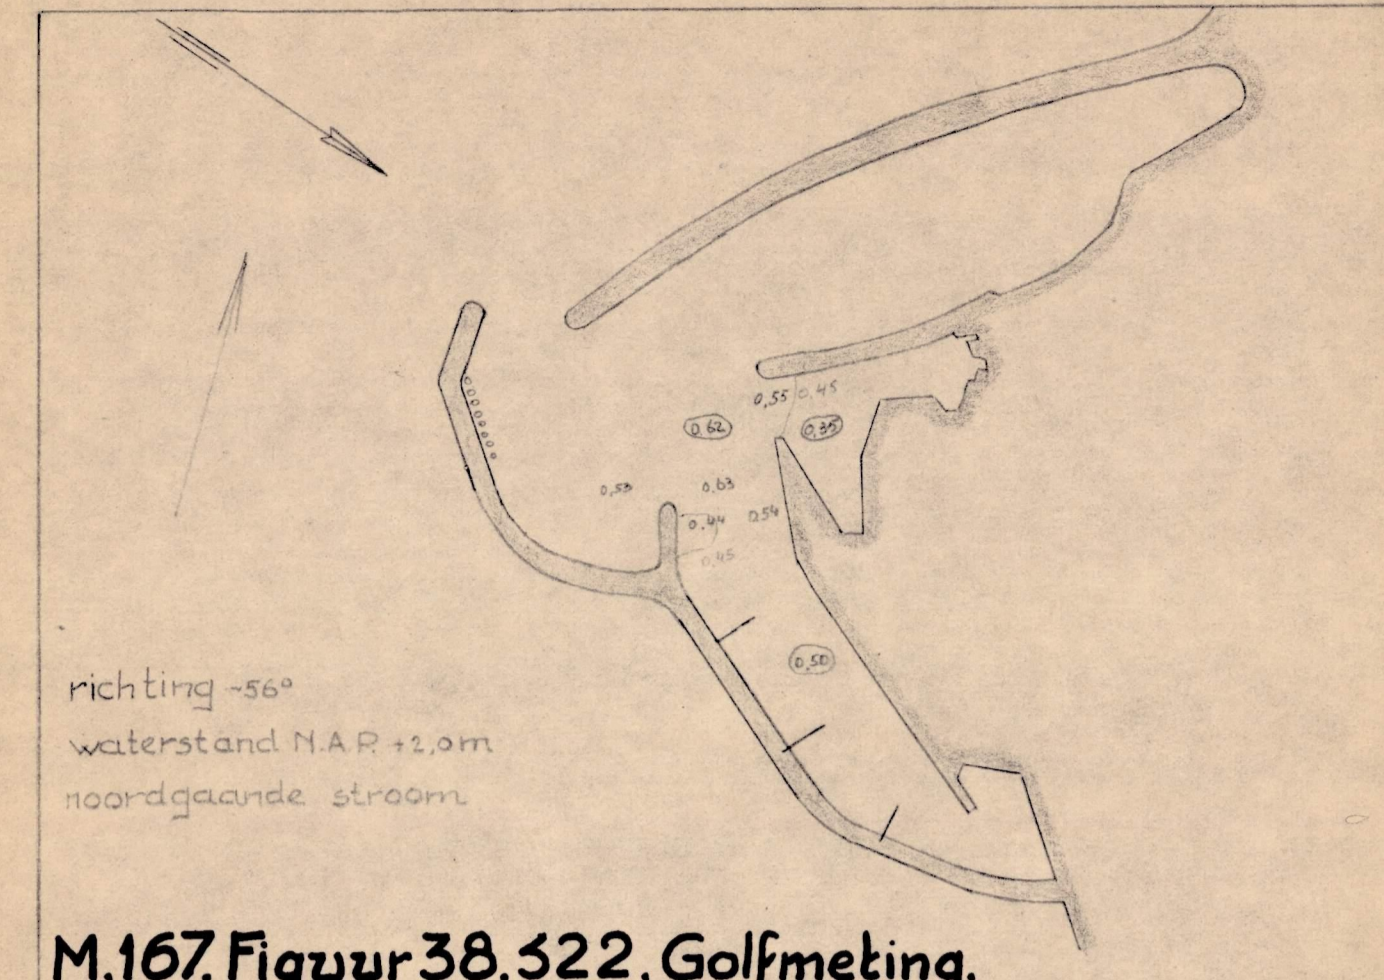 0,55 0,45
0,62
0,35
0,53
0,63
0,44
0,54
0,45
0,50
richting ~56°
waterstand N.A.P. +2,0m
noordgaande stroom
M.167. Figuur 38.S22. Golfmeting.